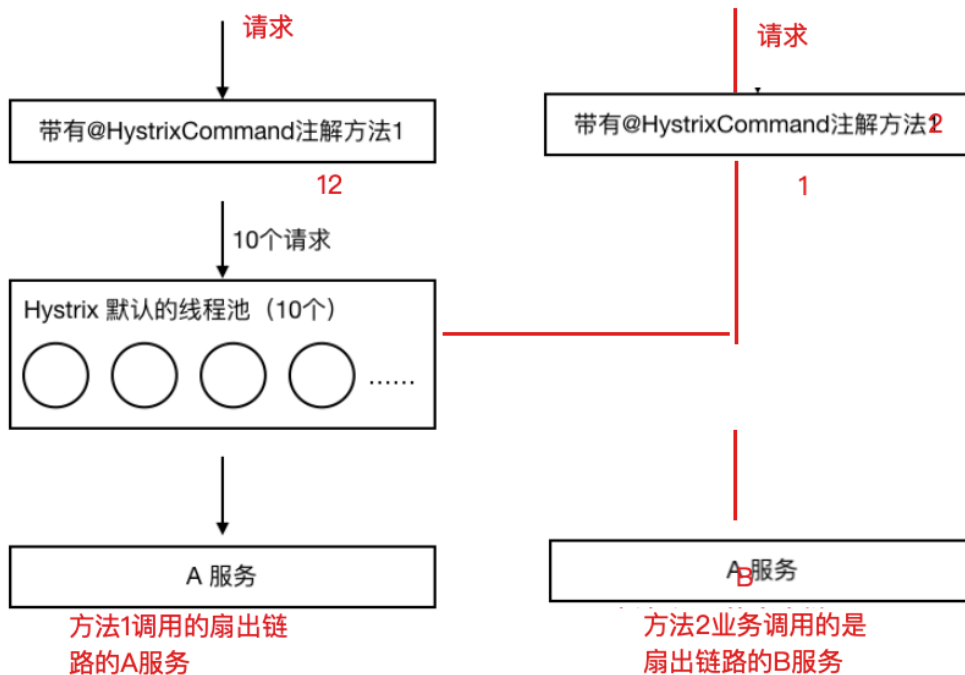 请求
带有@HystrixCommand注解方法1
12
10个请求
Hystrix 默认的线程池（10个）
......
A 服务
方法1调用的扇出链
路的A服务
请求
带有@HystrixCommand注解方法2
1
B 服务
方法2业务调用的是
扇出链路的B服务